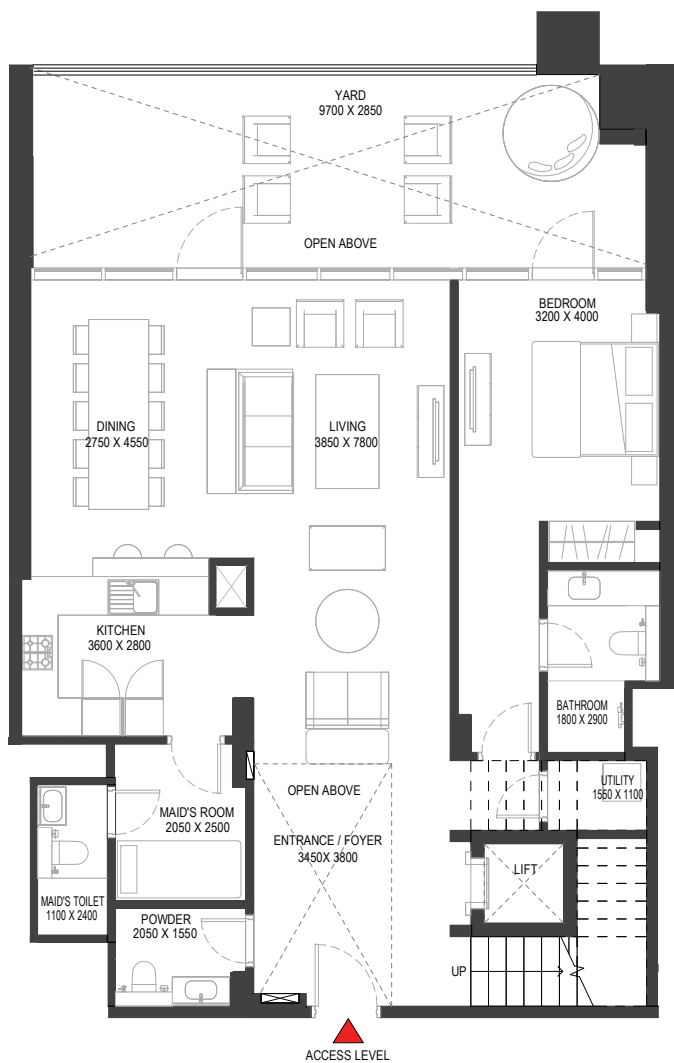 YARD
9700 X 2850
OPEN ABOVE
BEDROOM
3200 X 4000
DINING
2750 X 4550
LIVING
3850 X 7800
KITCHEN
3600 X 2800
BATHROOM
1800 X 2900
UTILITY
1550 X 1100
OPEN ABOVE
MAID'S ROOM
2050 X 2500
ENTRANCE / FOYER
3450X 3800
LIFT
MAID'S TOILET
1100 X 2400
POWDER
2050 X 1550
UP
ACCESS LEVEL